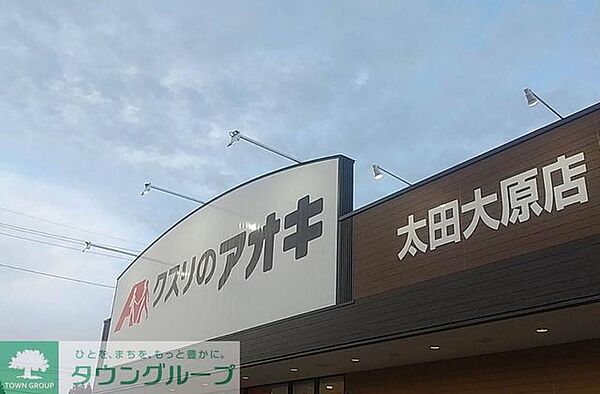 クスリのアオキ
太田大原店
ひとを、まちを、もっと豊かに。
タウングループ
TOWN GROUP